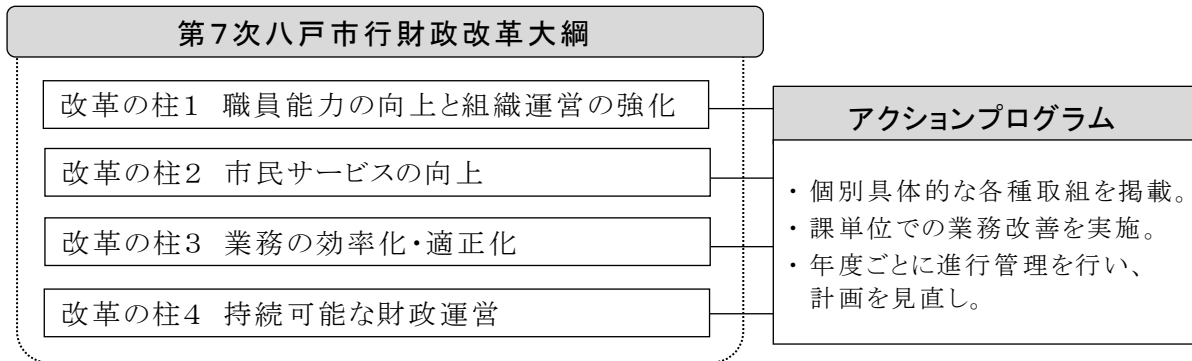 第７次八戸市行財政改革大綱
改革の柱１ 職員能力の向上と組織運営の強化
改革の柱２ 市民サービスの向上
改革の柱３ 業務の効率化・適正化
改革の柱４ 持続可能な財政運営
アクションプログラム
・個別具体的な各種取組を掲載。
・課単位での業務改善を実施。
・年度ごとに進行管理を行い、
計画を見直し。